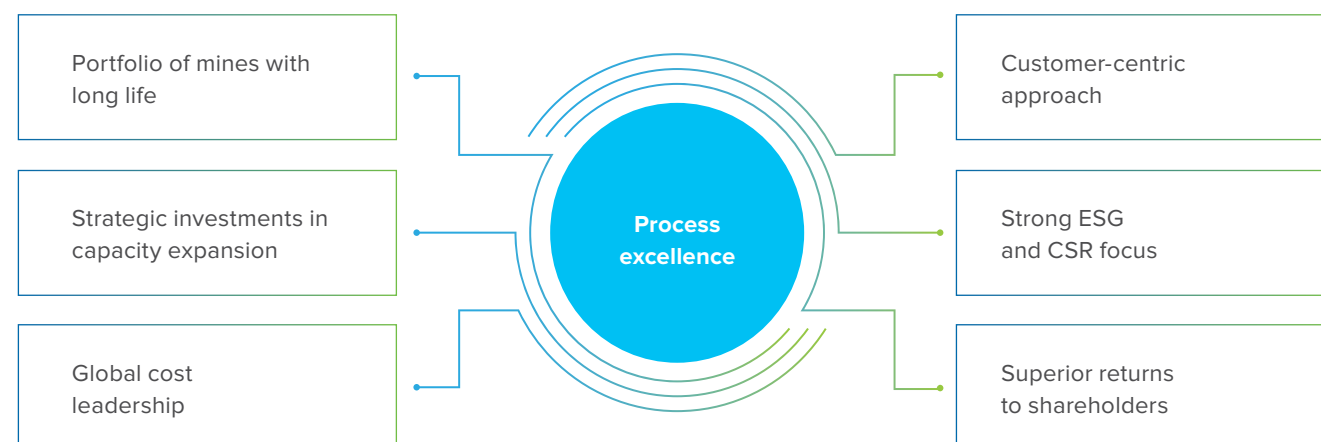 Portfolio of mines with
long life
Strategic investments in
capacity expansion
Global cost
leadership
Process
excellence
Customer-centric
approach
Strong ESG
and CSR focus
Superior returns
to shareholders